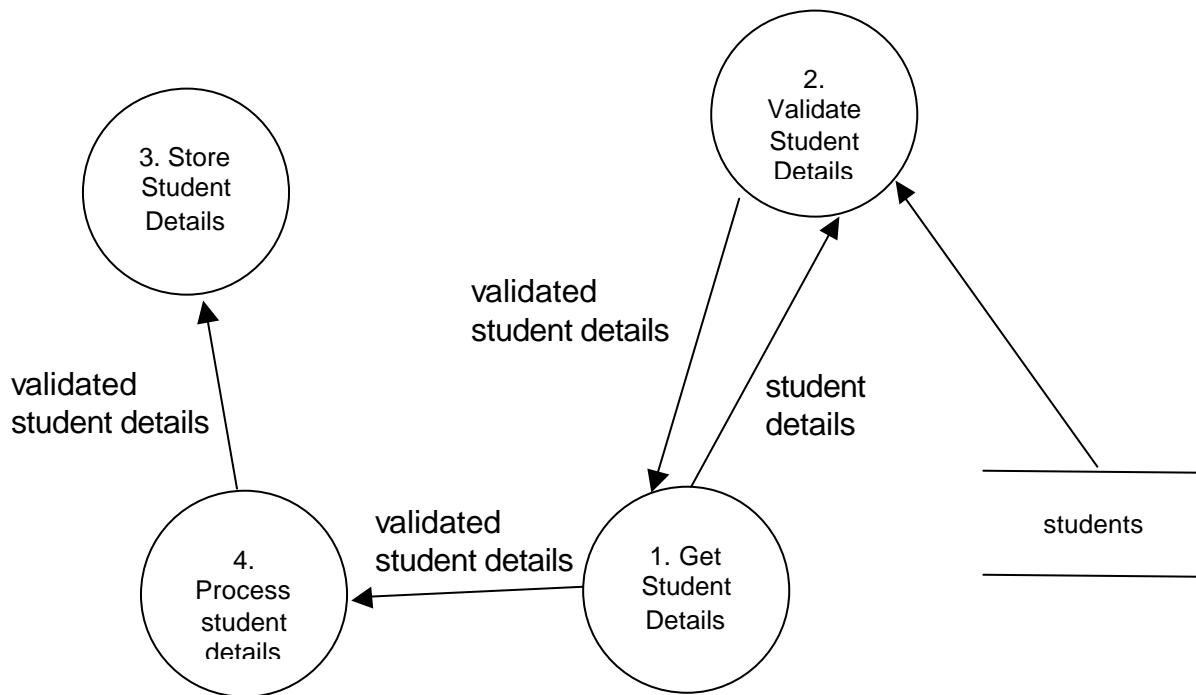 2.
Validate
Student
Details
3. Store
Student
Details
validated
student details
student
details
validated
student details
validated
student details
students
1. Get
Student
Details
4.
Process
student
details